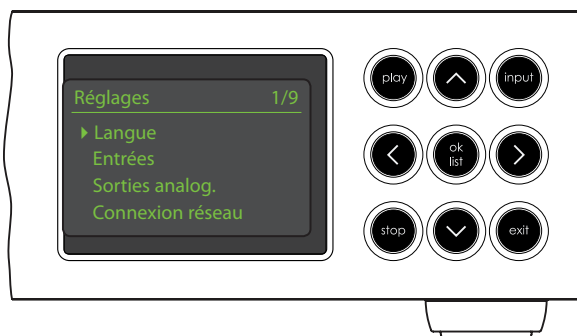 Réglages 1/9
Langue
Entrées
Sorties analog.
Connexion réseau
play
input
ok
list
stop
exit